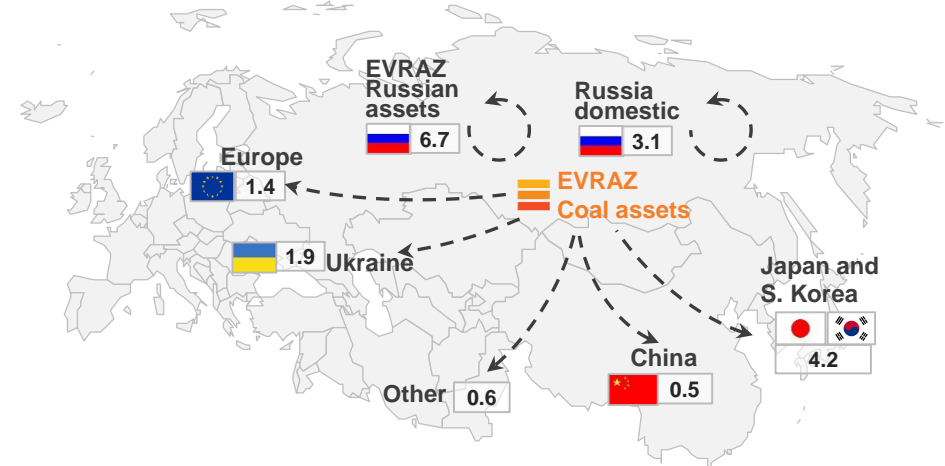 EVRAZ
Russian
assets
6.7
Russia
domestic
3.1
Europe
1.4
EVRAZ
Coal assets
1.9 Ukraine
Japan and
S. Korea
4.2
China
0.5
Other 0.6